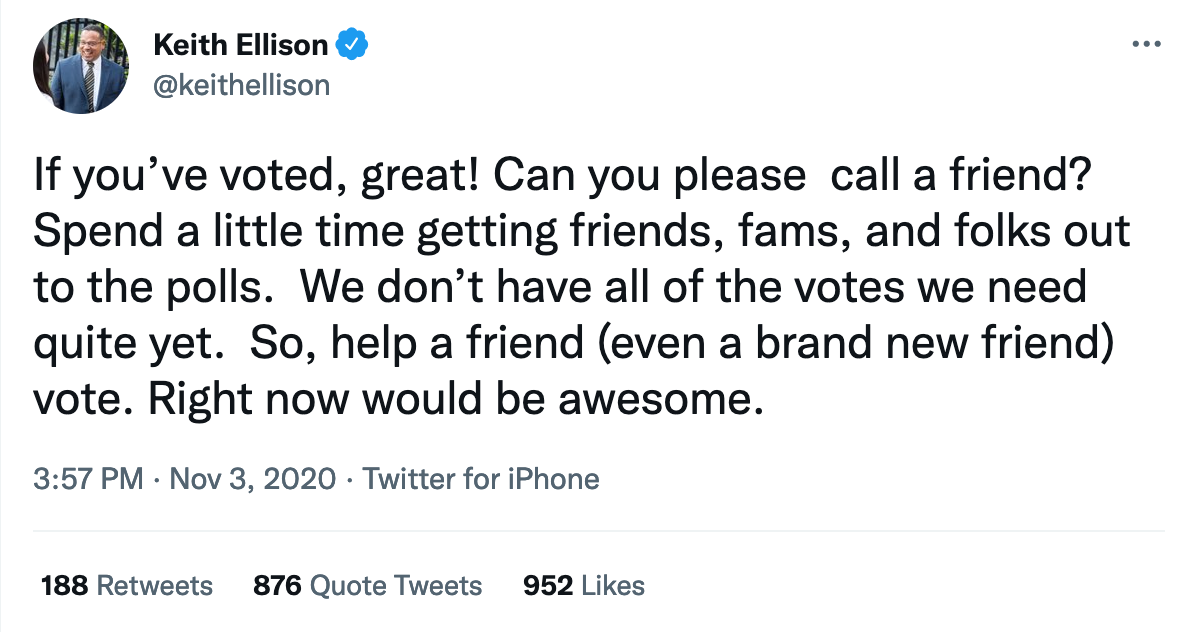 Keith Ellison
@keithellison
If you’ve voted, great! Can you please  call a friend?
Spend a little time getting friends, fams, and folks out
to the polls.  We don’t have all of the votes we need
quite yet.  So, help a friend (even a brand new friend)
vote. Right now would be awesome.
3:57 PM · Nov 3, 2020 · Twitter for iPhone
188 Retweets 876 Quote Tweets 952 Likes